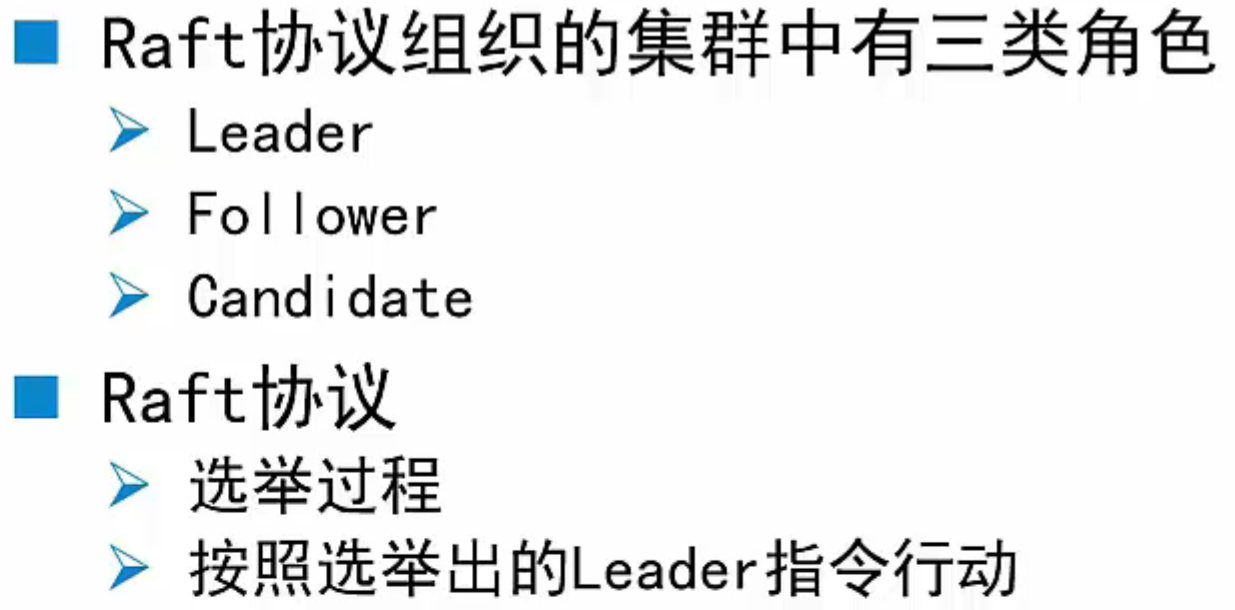 Raft协议组织的集群中有三类角色
Leader
Follower
Candidate
Raft协议
选举过程
按照选举出的Leader指令行动